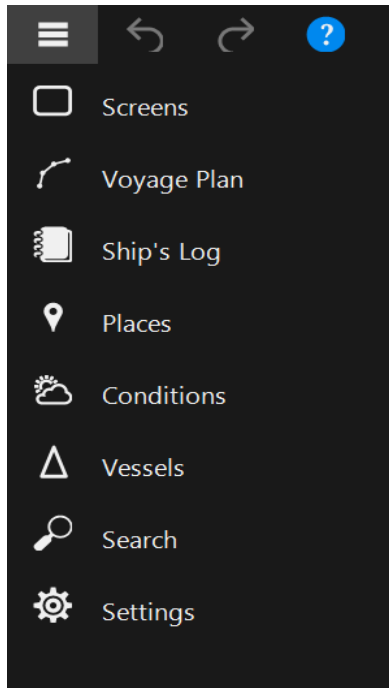 ?
Screens
Voyage Plan
Ship's Log
Places
Conditions
Vessels
Search
Settings